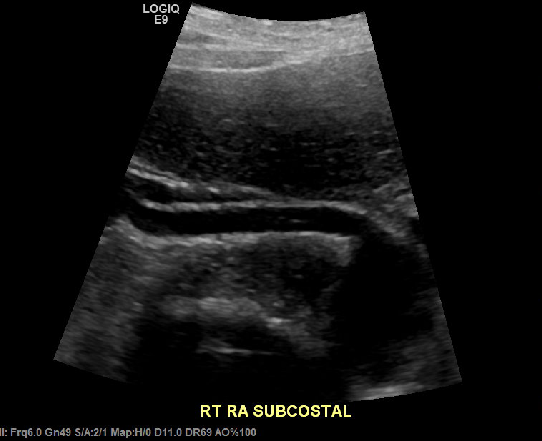 LOGIQ
E9
RT RA SUBCOSTAL
Frq6.0 Gn49 S/A:2/1 Map:H/0 D11.0 DR69 AO%100